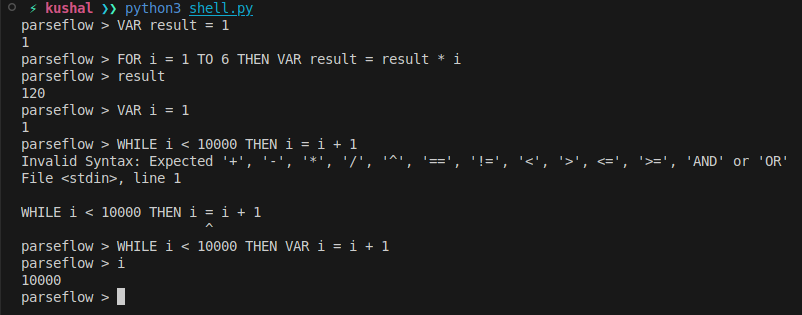 ⚡ kushal ❯❯ python3 shell.py
parseflow > VAR result = 1
1
parseflow > FOR i = 1 TO 6 THEN VAR result = result * i
parseflow > result
120
parseflow > VAR i = 1
1
parseflow > WHILE i < 10000 THEN i = i + 1
Invalid Syntax: Expected '+', '-', '*', '/', '^', '==', '!=', '<', '>', <=', '>=', 'AND' or 'OR'
File <stdin>, line 1

WHILE i < 10000 THEN i = i + 1
                       ^
parseflow > WHILE i < 10000 THEN VAR i = i + 1
parseflow > i
10000
parseflow >